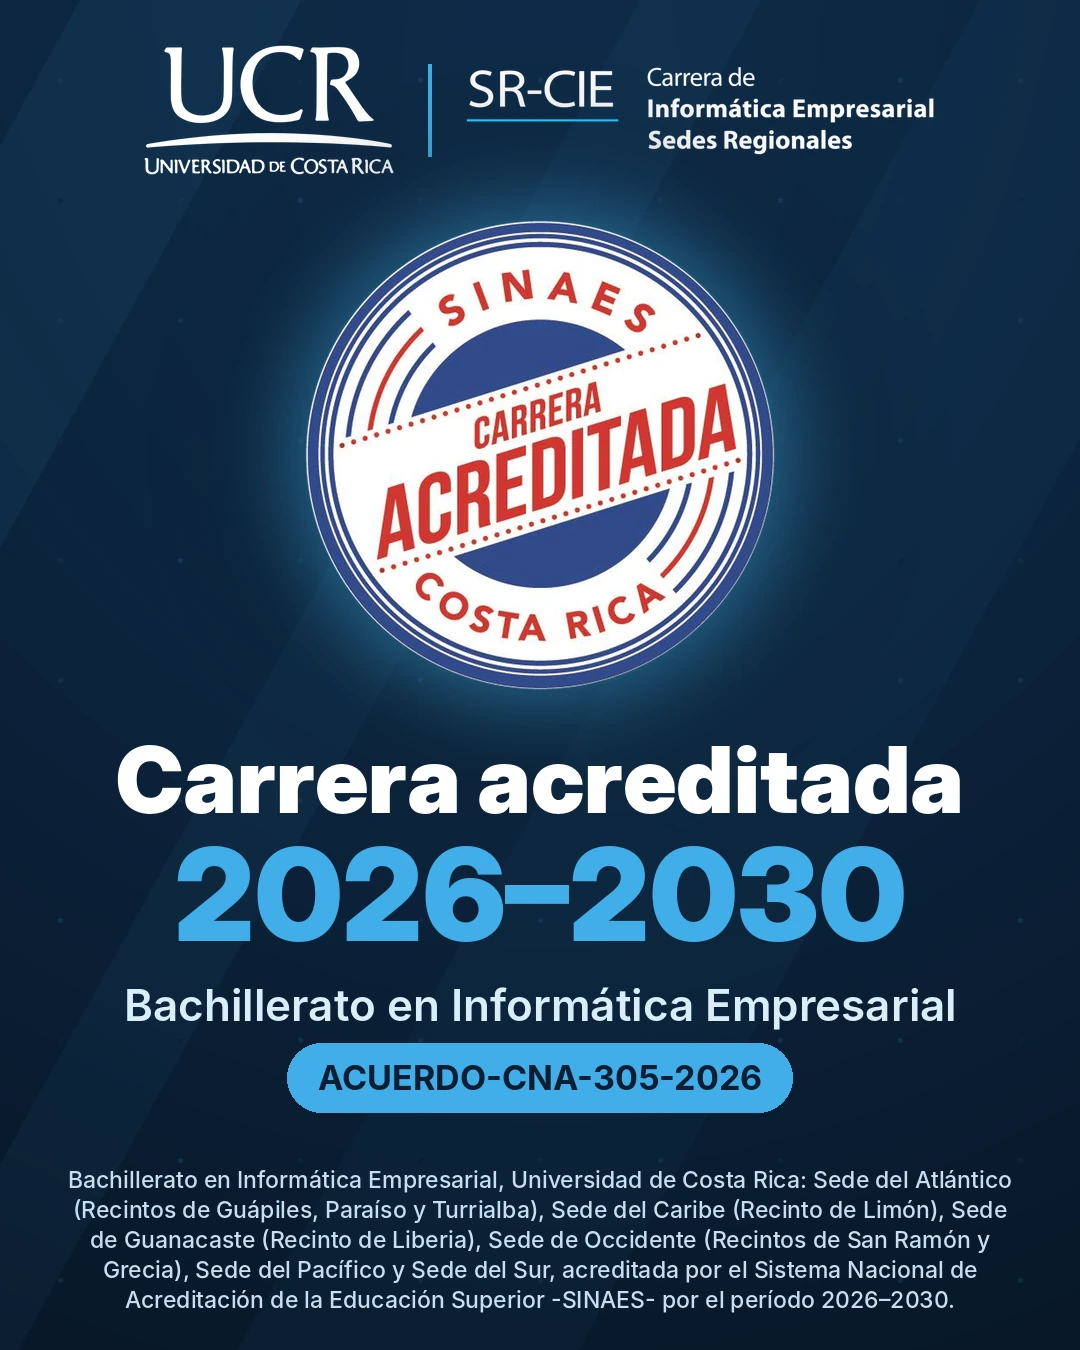 UCR
UNIVERSIDAD DE COSTA RICA
SR-CIE
Carrera de
Informática Empresarial
Sedes Regionales
SINAES
CARRERA
ACREDITADA
COSTA RICA
Carrera acreditada
2026–2030
Bachillerato en Informática Empresarial
ACUERDO-CNA-305-2026
Bachillerato en Informática Empresarial, Universidad de Costa Rica: Sede del Atlántico
(Recintos de Guápiles, Paraíso y Turrialba), Sede del Caribe (Recinto de Limón), Sede
de Guanacaste (Recinto de Liberia), Sede de Occidente (Recintos de San Ramón y
Grecia), Sede del Pacífico y Sede del Sur, acreditada por el Sistema Nacional de
Acreditación de la Educación Superior -SINAES- por el período 2026–2030.